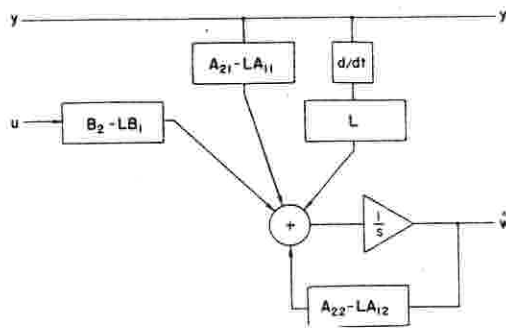 y y
A₂₁-LA₁₁ d/dt
L
u B₂-LB₁
+ 1/s ŵ
A₂₂-LA₁₂